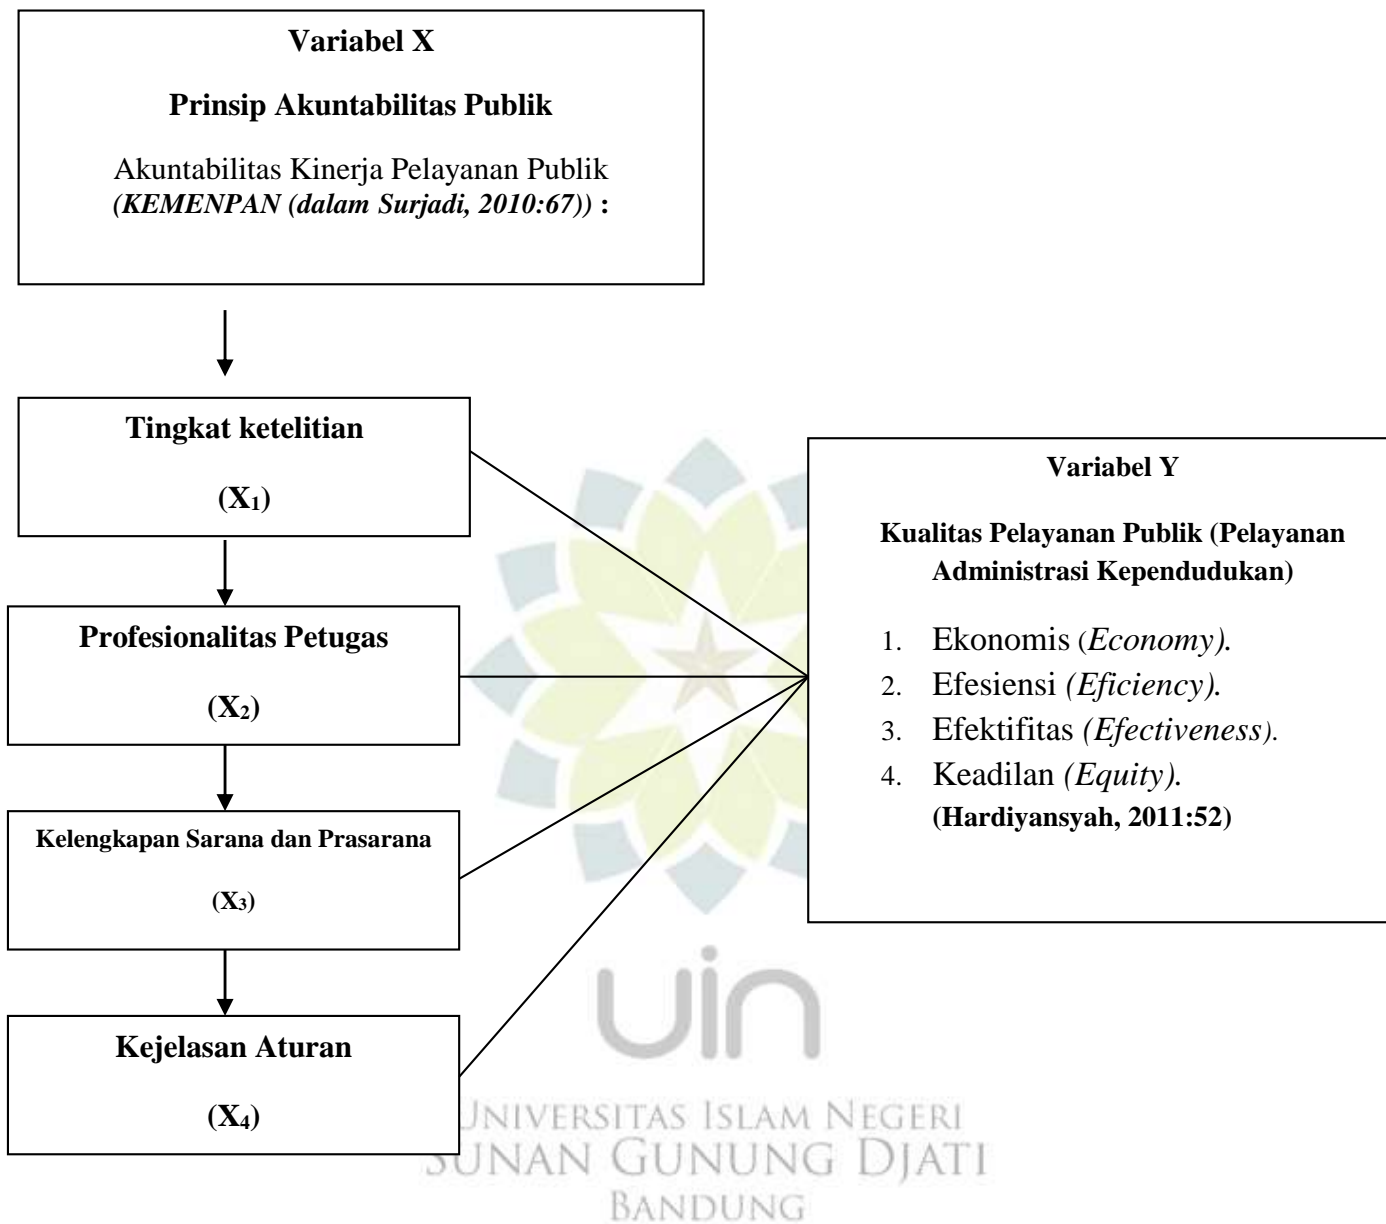 Variabel X
Prinsip Akuntabilitas Publik
Akuntabilitas Kinerja Pelayanan Publik
(KEMENPAN (dalam Surjadi, 2010:67)) :
Tingkat ketelitian
(X₁)
Profesionalitas Petugas
(X₂)
Kelengkapan Sarana dan Prasarana
(X₃)
Kejelasan Aturan
(X₄)
Variabel Y
Kualitas Pelayanan Publik (Pelayanan
Administrasi Kependudukan)
1. Ekonomis (Economy).
2. Efesiensi (Eficiency).
3. Efektifitas (Efectiveness).
4. Keadilan (Equity).
(Hardiyansyah, 2011:52)
uin
UNIVERSITAS ISLAM NEGERI
SUNAN GUNUNG DJATI
BANDUNG